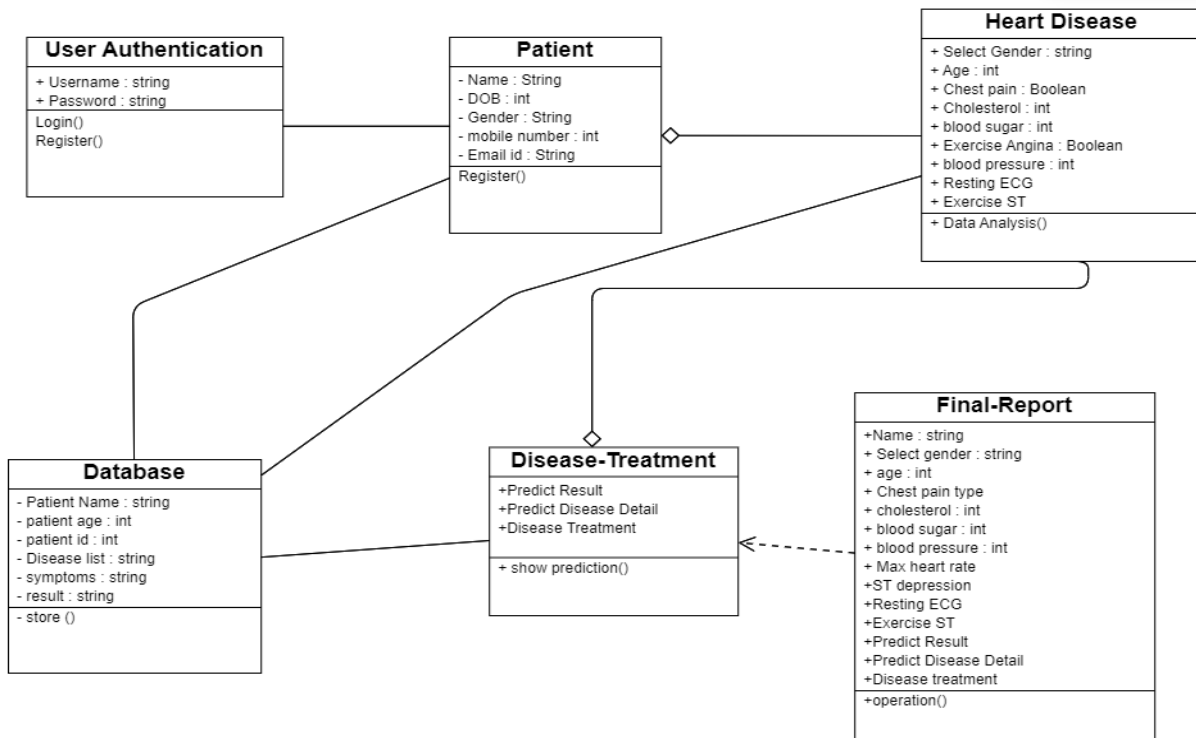 User Authentication
+ Username : string
+ Password : string
Login()
Register()
Patient
- Name : String
- DOB : int
- Gender : String
- mobile number : int
- Email id : String
Register()
Heart Disease
+ Select Gender : string
+ Age : int
+ Chest pain : Boolean
+ Cholesterol : int
+ blood sugar : int
+ Exercise Angina : Boolean
+ blood pressure : int
+ Resting ECG
+ Exercise ST
+ Data Analysis()
Database
- Patient Name : string
- patient age : int
- patient id : int
- Disease list : string
- symptoms : string
- result : string
- store ()
Disease-Treatment
+Predict Result
+Predict Disease Detail
+Disease Treatment
+ show prediction()
Final-Report
+Name : string
+ Select gender : string
+ age : int
+ Chest pain type
+ cholesterol : int
+ blood sugar : int
+ blood pressure : int
+ Max heart rate
+ST depression
+Resting ECG
+Exercise ST
+Predict Result
+Predict Disease Detail
+Disease treatment
+operation()